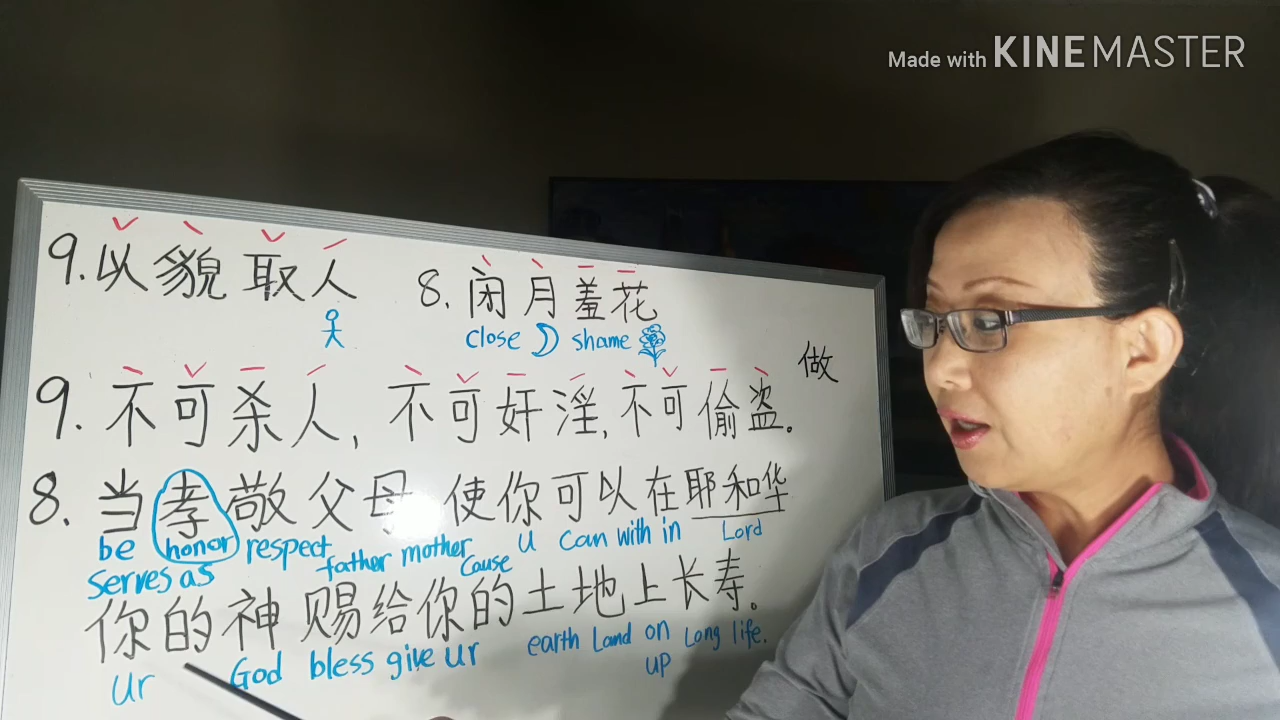 Made with KINEMASTER
9. 以貌取人 8. 闭月羞花
close shame
做
9. 不可杀人, 不可奸淫, 不可偷盗。
8. 当孝敬父母 使你可以在耶和华
be honor respect father mother cause u can with in Lord
serves as
你的神 赐给你的土地上长寿。
ur God bless give ur earth Land on Long life.
up